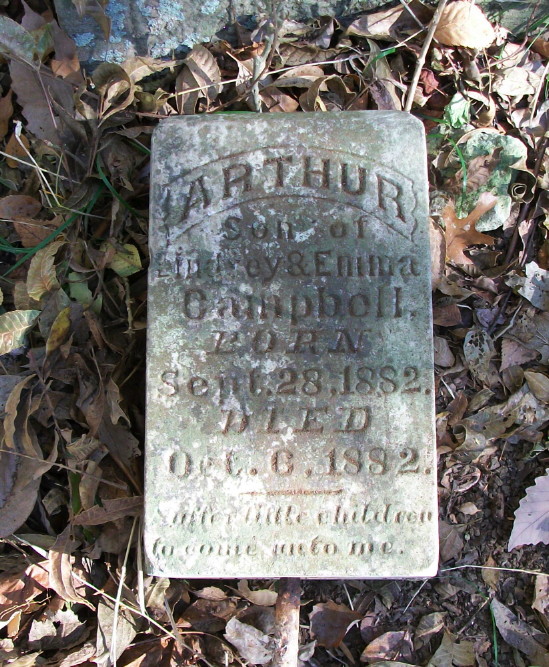 ARTHUR
Son of
Lindsey & Emma
Campbell.
BORN
Sept. 28, 1882.
DIED
Oct. 6, 1882.
Suffer little children
to come unto me.